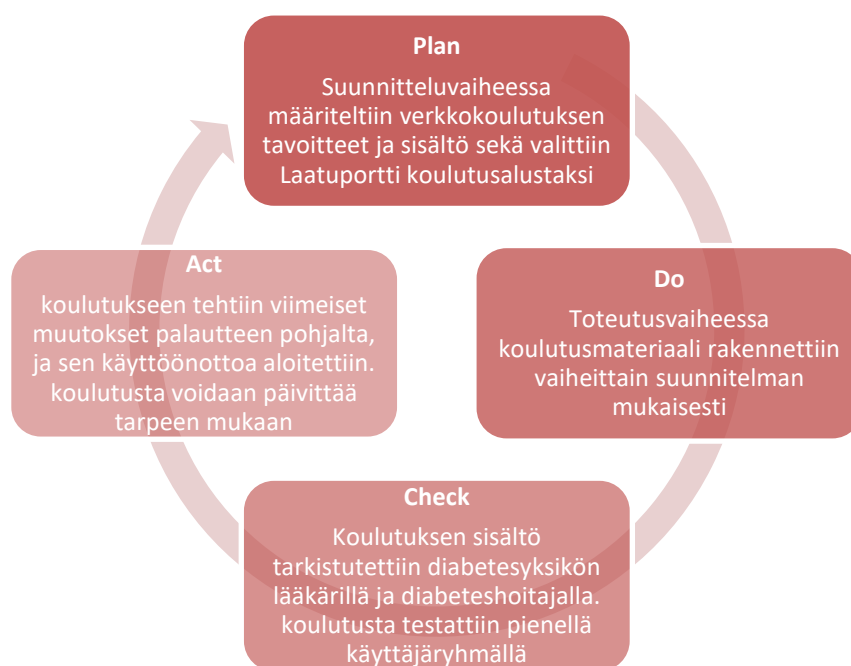 Plan
Suunnitteluvaiheessa
määriteltiin verkkokoulutuksen
tavoitteet ja sisältö sekä valittiin
Laatuportti koulutusalustaksi
Do
Toteutusvaiheessa
koulutusmateriaali rakennettiin
vaiheittain suunnitelman
mukaisesti
Check
Koulutuksen sisältö
tarkistutettiin diabetesyksikön
lääkärillä ja diabeteshoitajalla.
koulutusta testattiin pienellä
käyttäjäryhmällä
Act
koulutukseen tehtiin viimeiset
muutokset palautteen pohjalta,
ja sen käyttöönottoa aloitettiin.
koulutusta voidaan päivittää
tarpeen mukaan